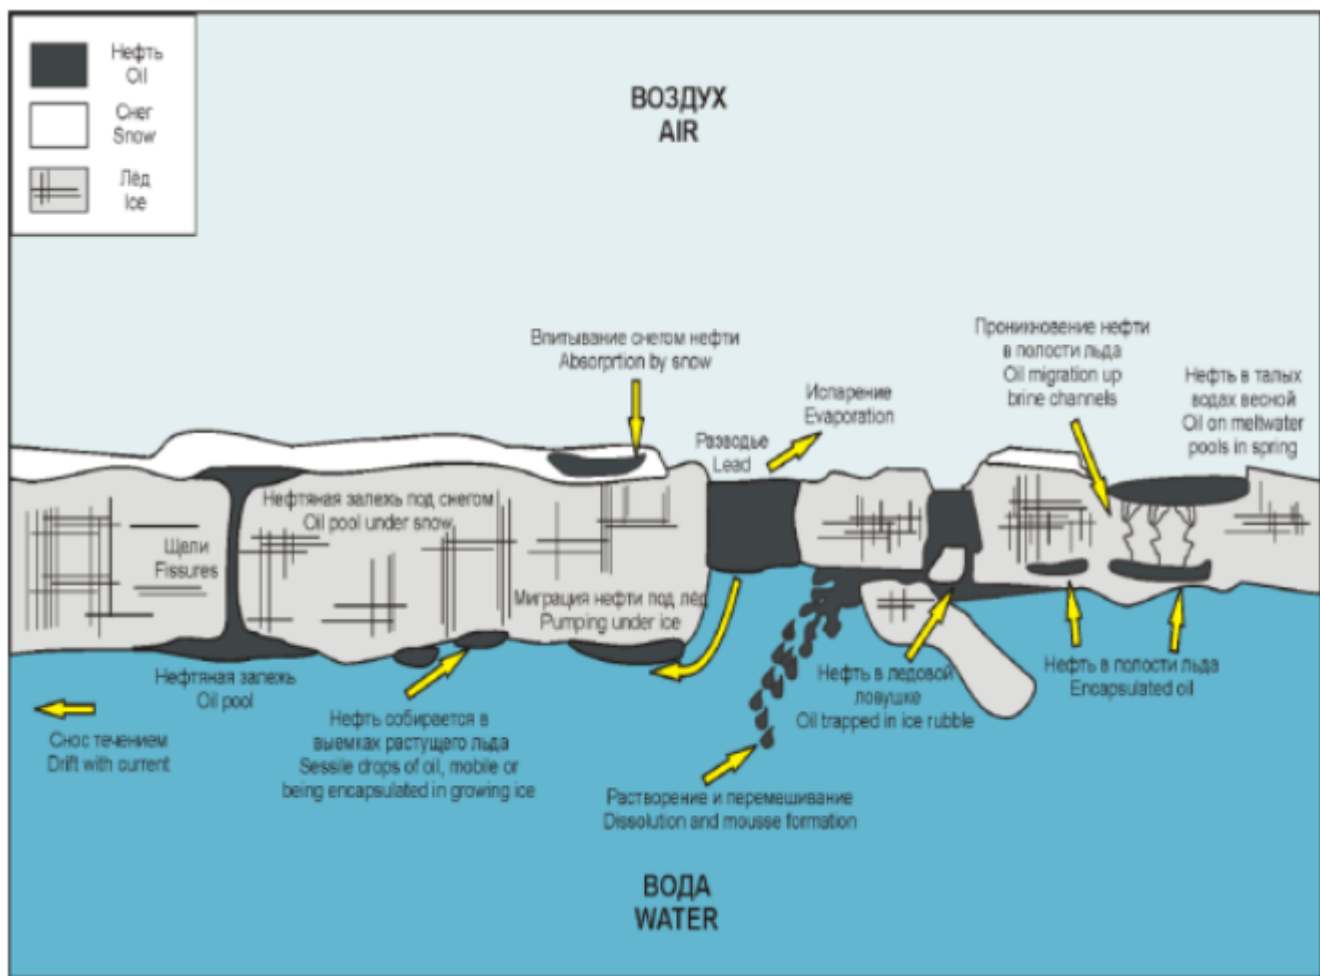 Нефть
Oil
Снег
Snow
Лёд
Ice
ВОЗДУХ
AIR
Впитывание снегом нефти
Absorprtion by snow
Испарение
Evaporation
Разводье
Lead
Проникновение нефти
в полости льда
Oil migration up
brine channels
Нефть в талых
водах весной
Oil on meltwater
pools in spring
Нефтяная залежь под снегом
Oil pool under snow
Щели
Fissures
Миграция нефти под лёд
Pumping under ice
Нефтяная залежь
Oil pool
Снос течением
Drift with current
Нефть собирается в
выемках растущего льда
Sessile drops of oil, mobile or
being encapsulated in growing ice
Нефть в ледовой
ловушке
Oil trapped in ice rubble
Нефть в полости льда
Encapsulated oil
Растворение и перемешивание
Dissolution and mousse formation
ВОДА
WATER